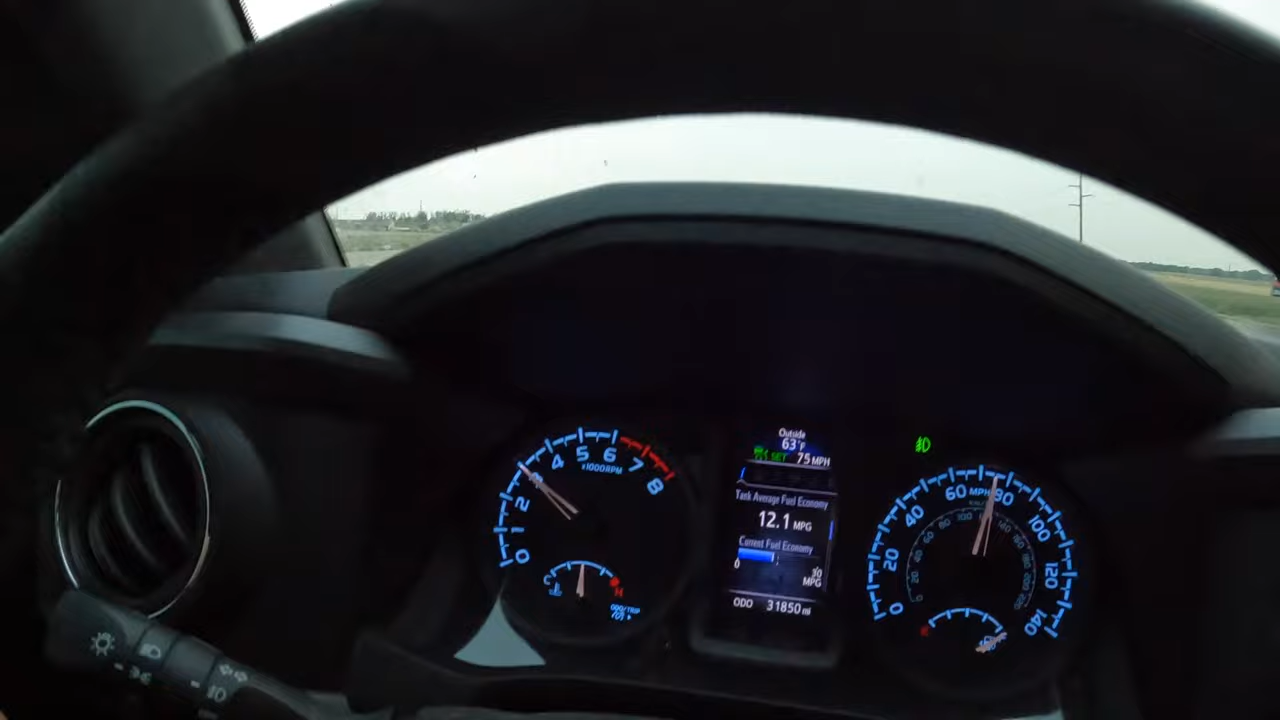 Outside
63°F
SET 75 MPH
Tank Average Fuel Economy
12.1 MPG
Current Fuel Economy
0 30
MPG
ODO 31850 mi
0 1 2 3 4 5 6 7 8
x1000RPM
C H
ODO/TRIP
0 20 40 60 MPH 80 100 120 140